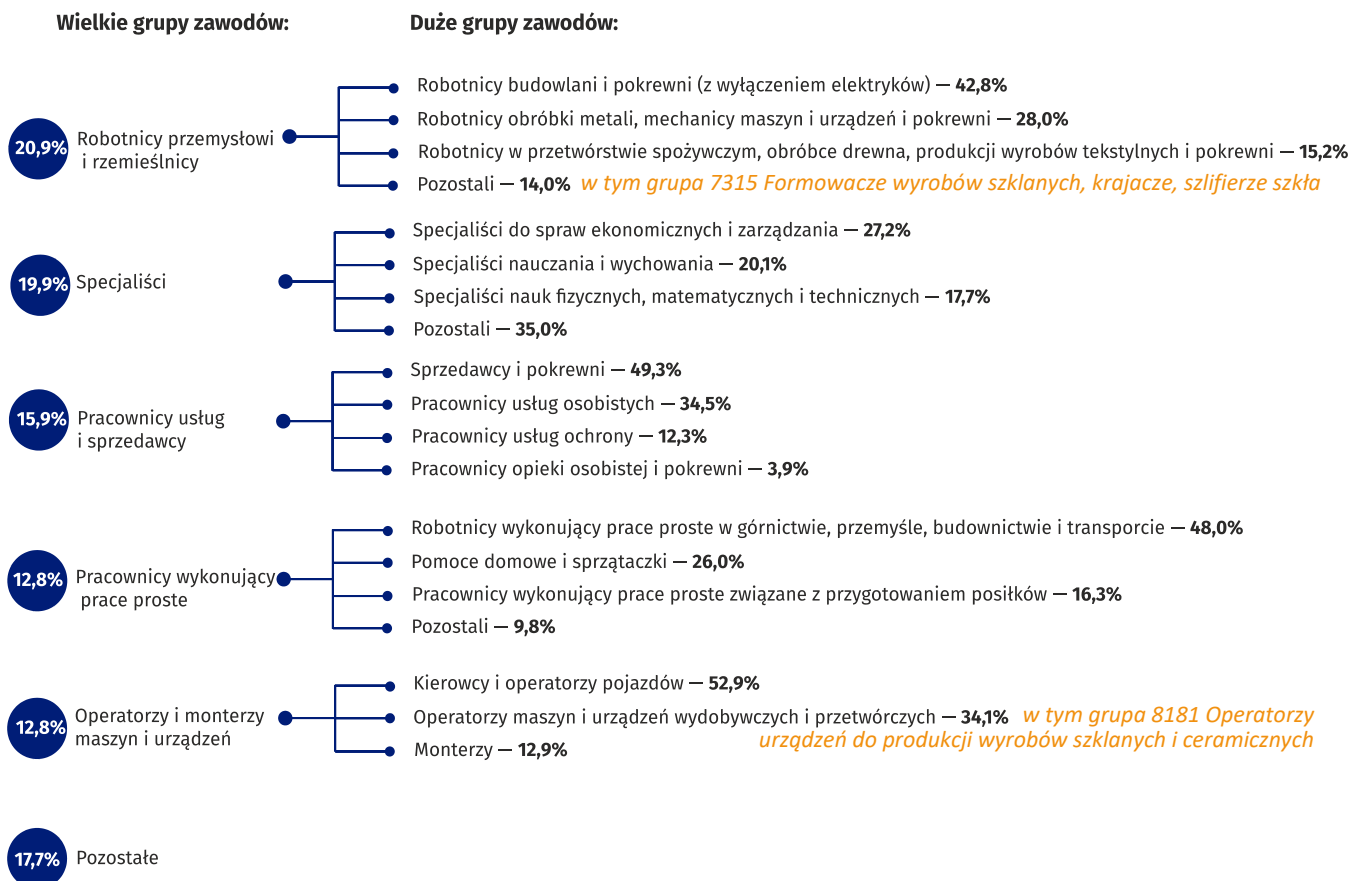 Wielkie grupy zawodów:
Duże grupy zawodów:
20,9%
Robotnicy przemysłowi
i rzemieślnicy
Robotnicy budowlani i pokrewni (z wyłączeniem elektryków) — 42,8%
Robotnicy obróbki metali, mechanicy maszyn i urządzeń i pokrewni — 28,0%
Robotnicy w przetwórstwie spożywczym, obróbce drewna, produkcji wyrobów tekstylnych i pokrewni — 15,2%
Pozostali — 14,0% w tym grupa 7315 Formowacze wyrobów szklanych, krajacze, szlifierze szkła
19,9%
Specjaliści
Specjaliści do spraw ekonomicznych i zarządzania — 27,2%
Specjaliści nauczania i wychowania — 20,1%
Specjaliści nauk fizycznych, matematycznych i technicznych — 17,7%
Pozostali — 35,0%
15,9%
Pracownicy usług
i sprzedawcy
Sprzedawcy i pokrewni — 49,3%
Pracownicy usług osobistych — 34,5%
Pracownicy usług ochrony — 12,3%
Pracownicy opieki osobistej i pokrewni — 3,9%
12,8%
Pracownicy wykonujący
prace proste
Robotnicy wykonujący prace proste w górnictwie, przemyśle, budownictwie i transporcie — 48,0%
Pomoce domowe i sprzątaczki — 26,0%
Pracownicy wykonujący prace proste związane z przygotowaniem posiłków — 16,3%
Pozostali — 9,8%
12,8%
Operatorzy i monterzy
maszyn i urządzeń
Kierowcy i operatorzy pojazdów — 52,9%
Operatorzy maszyn i urządzeń wydobywczych i przetwórczych — 34,1% w tym grupa 8181 Operatorzy
urządzeń do produkcji wyrobów szklanych i ceramicznych
Monterzy — 12,9%
17,7%
Pozostałe